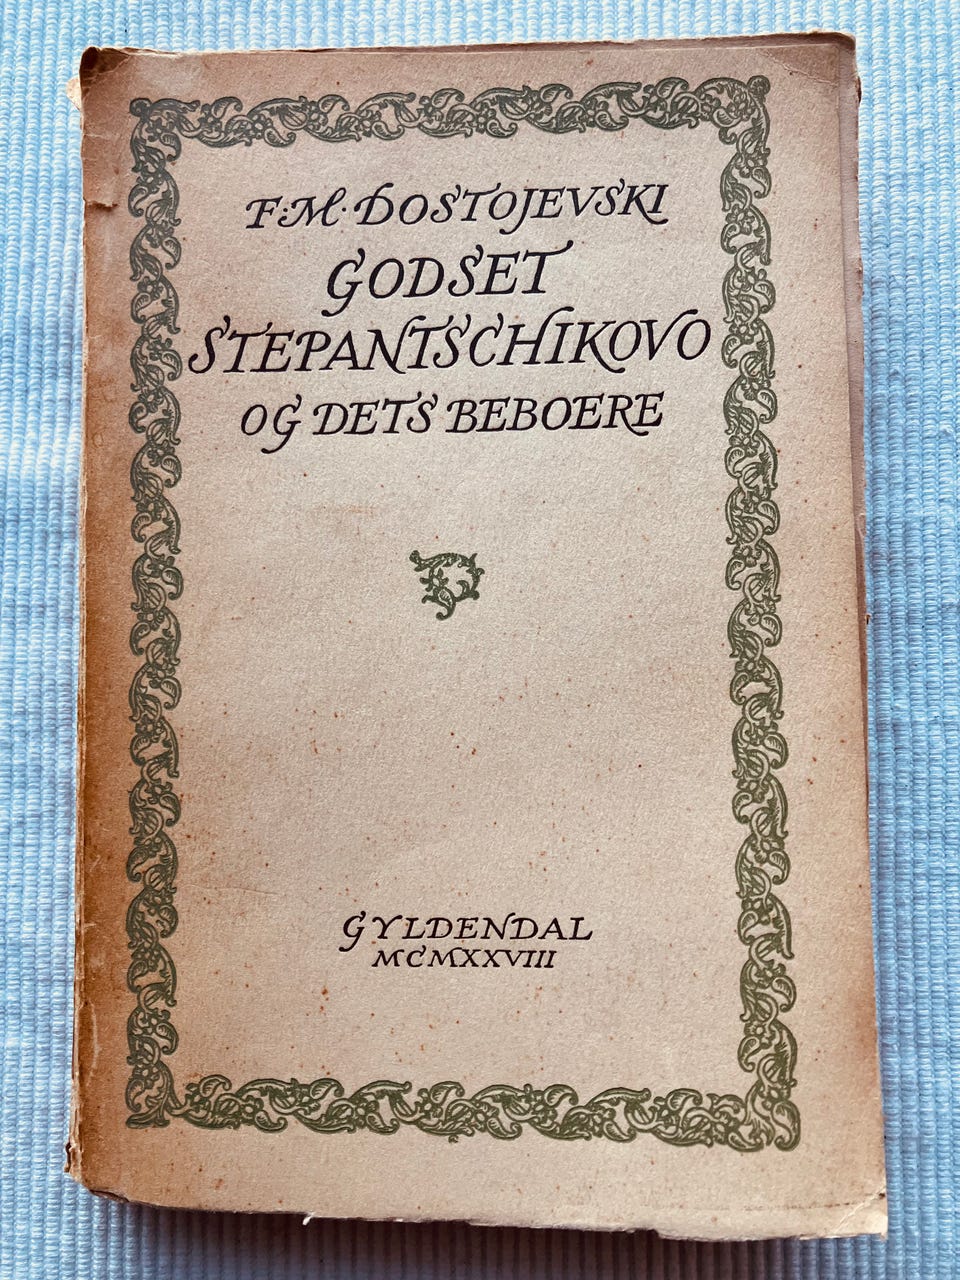 F. M. DOSTOJEVSKI
GODSET
STEPANTSCHIKOVO
OG DETS BEBOERE
GYLDENDAL
MCMXXVIII